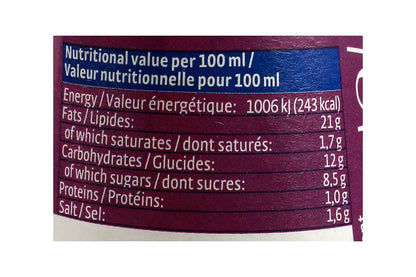 Nutritional value per 100 ml /
Valeur nutritionnelle pour 100 ml
Energy / Valeur énergétique: 1006 kJ (243 kcal)
Fats / Lipides: 21 g
of which saturates / dont saturés: 1,7 g
Carbohydrates / Glucides: 12 g
of which sugars / dont sucres: 8,5 g
Proteins / Protéins: 1,0 g
Salt / Sel: 1,6 g